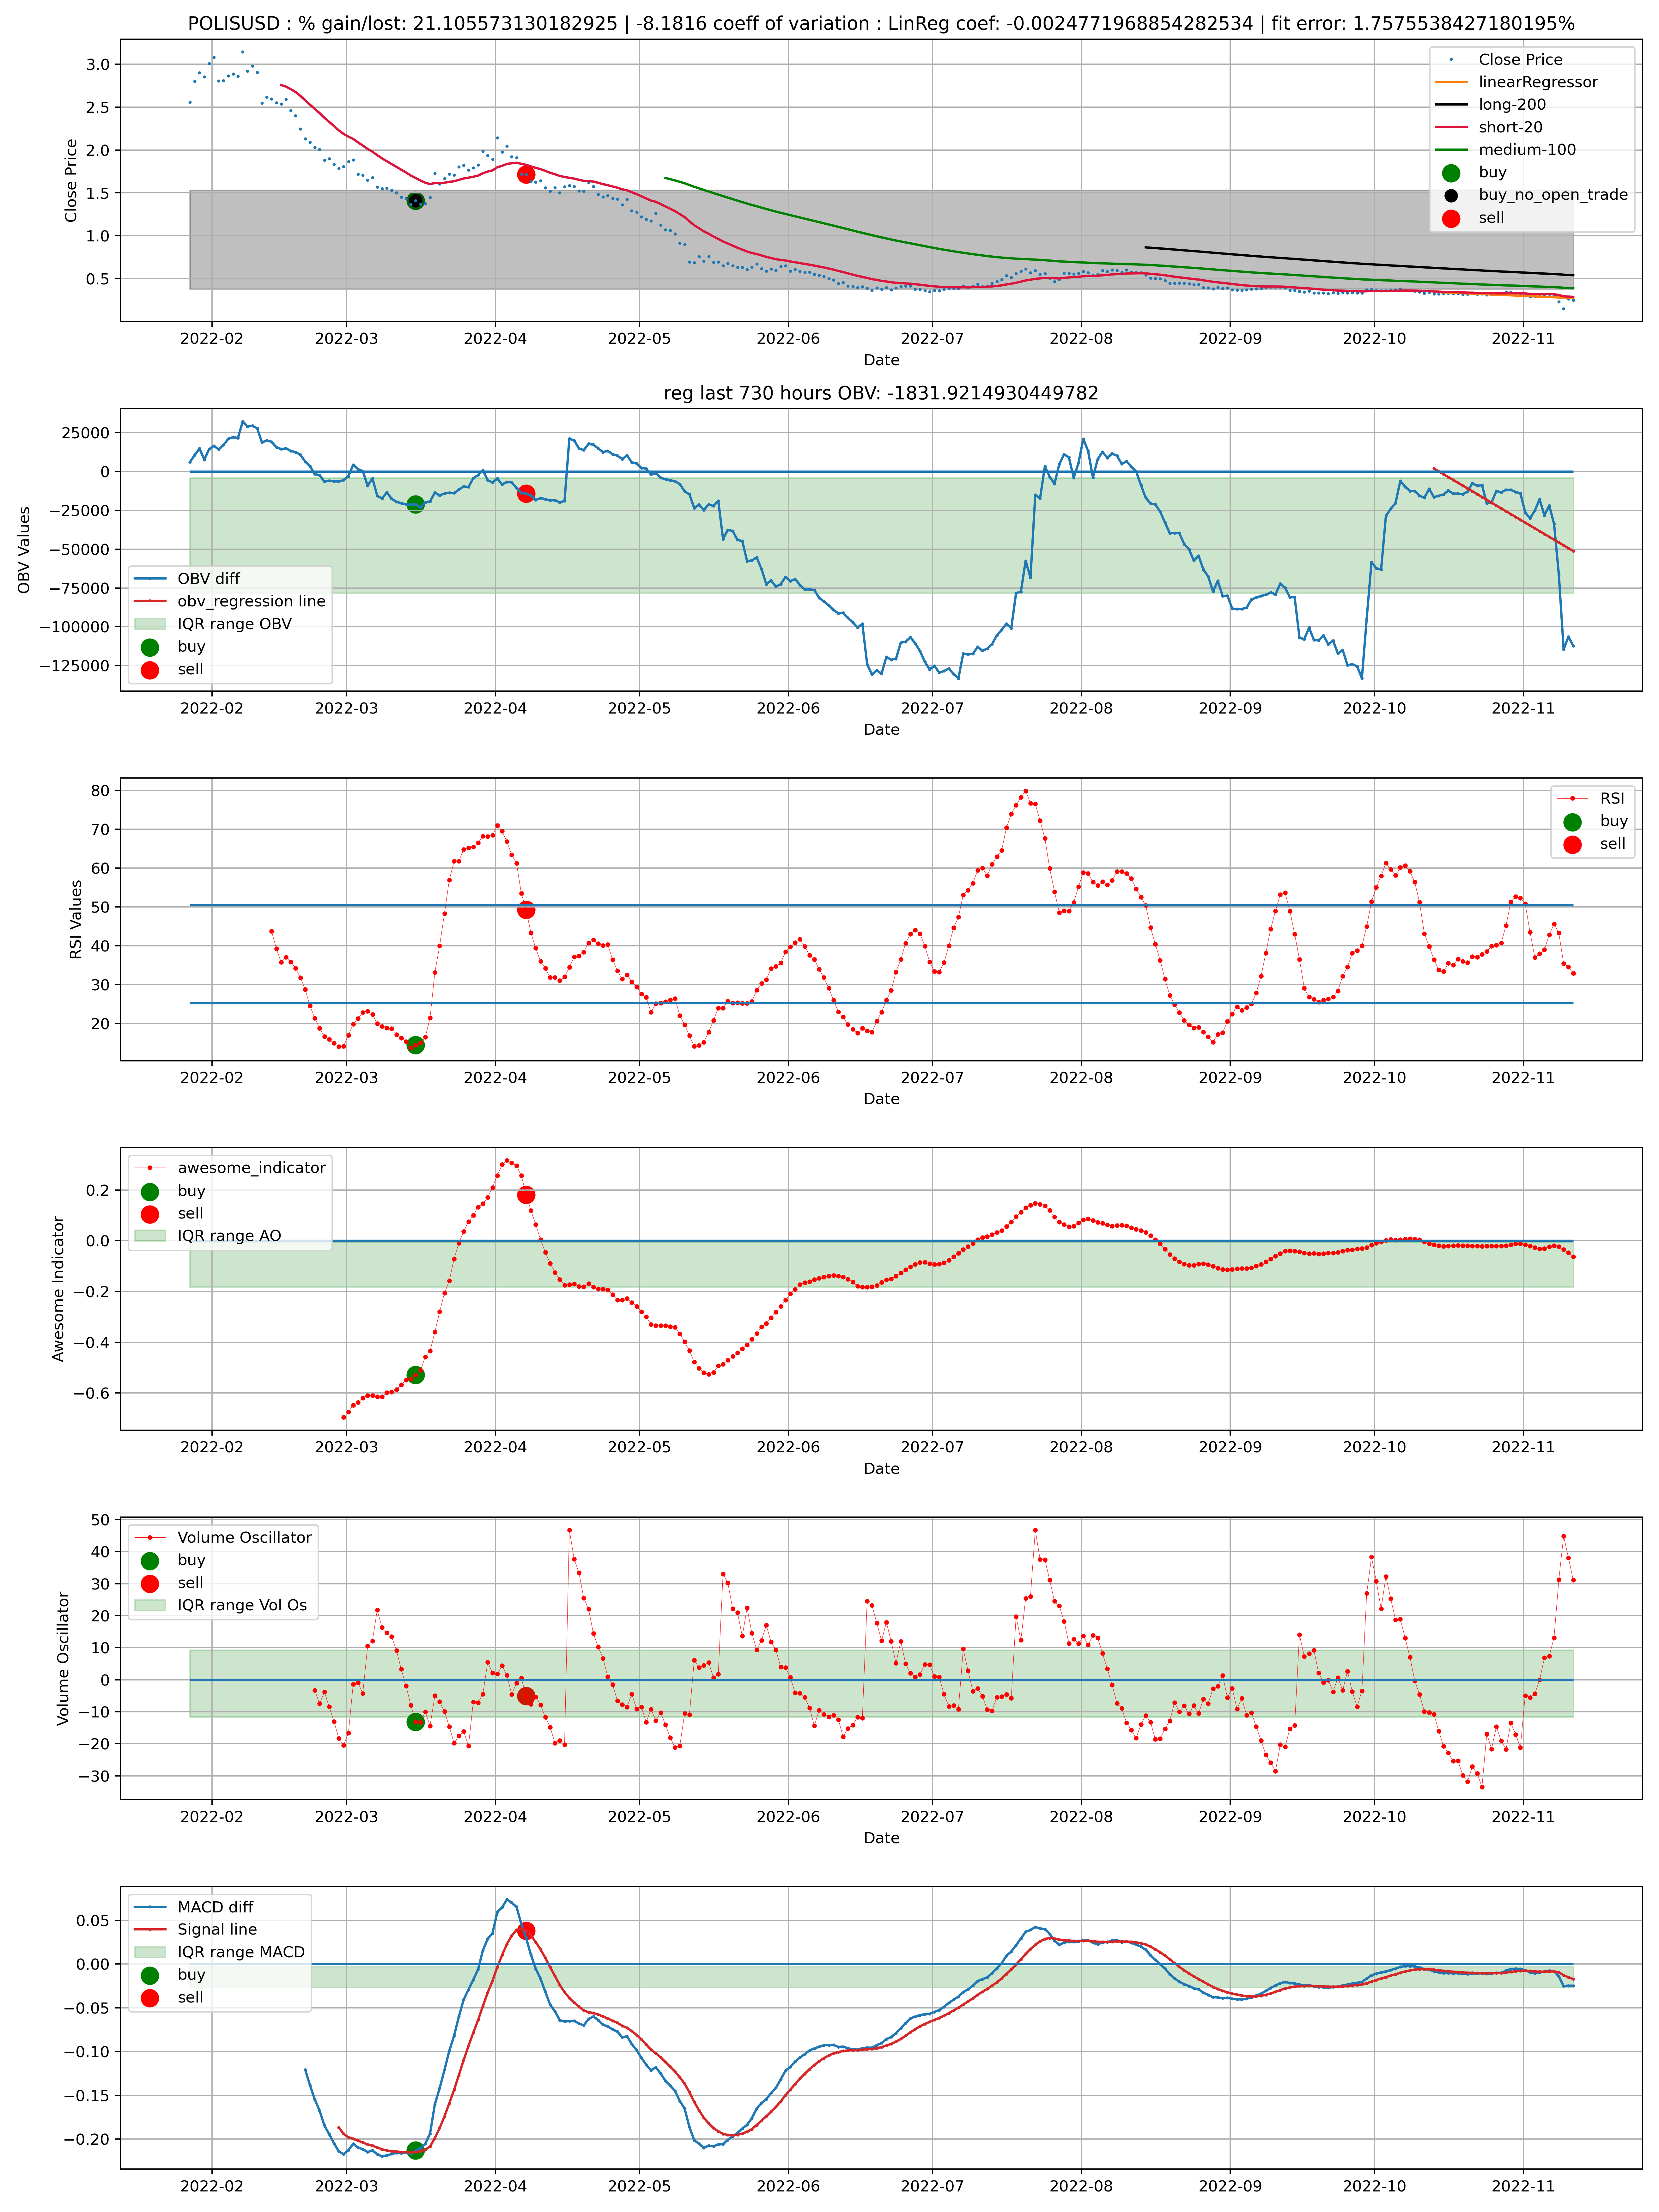 POLISUSD : % gain/lost: 21.105573130182925 | -8.1816 coeff of variation : LinReg coef: -0.0024771968854282534 | fit error: 1.7575538427180195%
Close Price
3.0
2.5
2.0
1.5
1.0
0.5
Close Price
linearRegressor
long-200
short-20
medium-100
buy
buy_no_open_trade
sell
2022-02 2022-03 2022-04 2022-05 2022-06 2022-07 2022-08 2022-09 2022-10 2022-11
Date
reg last 730 hours OBV: -1831.9214930449782
OBV Values
25000
0
−25000
−50000
−75000
−100000
−125000
OBV diff
obv_regression line
IQR range OBV
buy
sell
2022-02 2022-03 2022-04 2022-05 2022-06 2022-07 2022-08 2022-09 2022-10 2022-11
Date
RSI Values
80
70
60
50
40
30
20
RSI
buy
sell
2022-02 2022-03 2022-04 2022-05 2022-06 2022-07 2022-08 2022-09 2022-10 2022-11
Date
Awesome Indicator
0.2
0.0
−0.2
−0.4
−0.6
awesome_indicator
buy
sell
IQR range AO
2022-02 2022-03 2022-04 2022-05 2022-06 2022-07 2022-08 2022-09 2022-10 2022-11
Date
Volume Oscillator
50
40
30
20
10
0
−10
−20
−30
Volume Oscillator
buy
sell
IQR range Vol Os
2022-02 2022-03 2022-04 2022-05 2022-06 2022-07 2022-08 2022-09 2022-10 2022-11
Date
0.05
0.00
−0.05
−0.10
−0.15
−0.20
MACD diff
Signal line
IQR range MACD
buy
sell
2022-02 2022-03 2022-04 2022-05 2022-06 2022-07 2022-08 2022-09 2022-10 2022-11